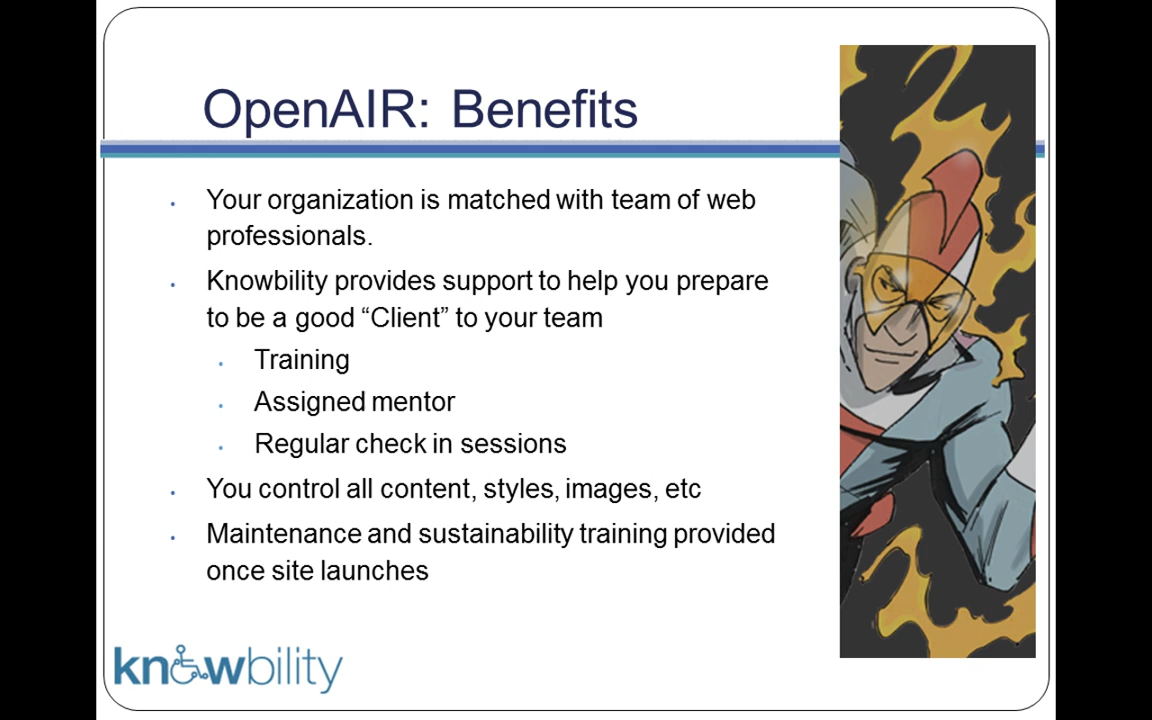 OpenAIR: Benefits
• Your organization is matched with team of web
professionals.
• Knowbility provides support to help you prepare
to be a good “Client” to your team
• Training
• Assigned mentor
• Regular check in sessions
• You control all content, styles, images, etc
• Maintenance and sustainability training provided
once site launches
knowbility